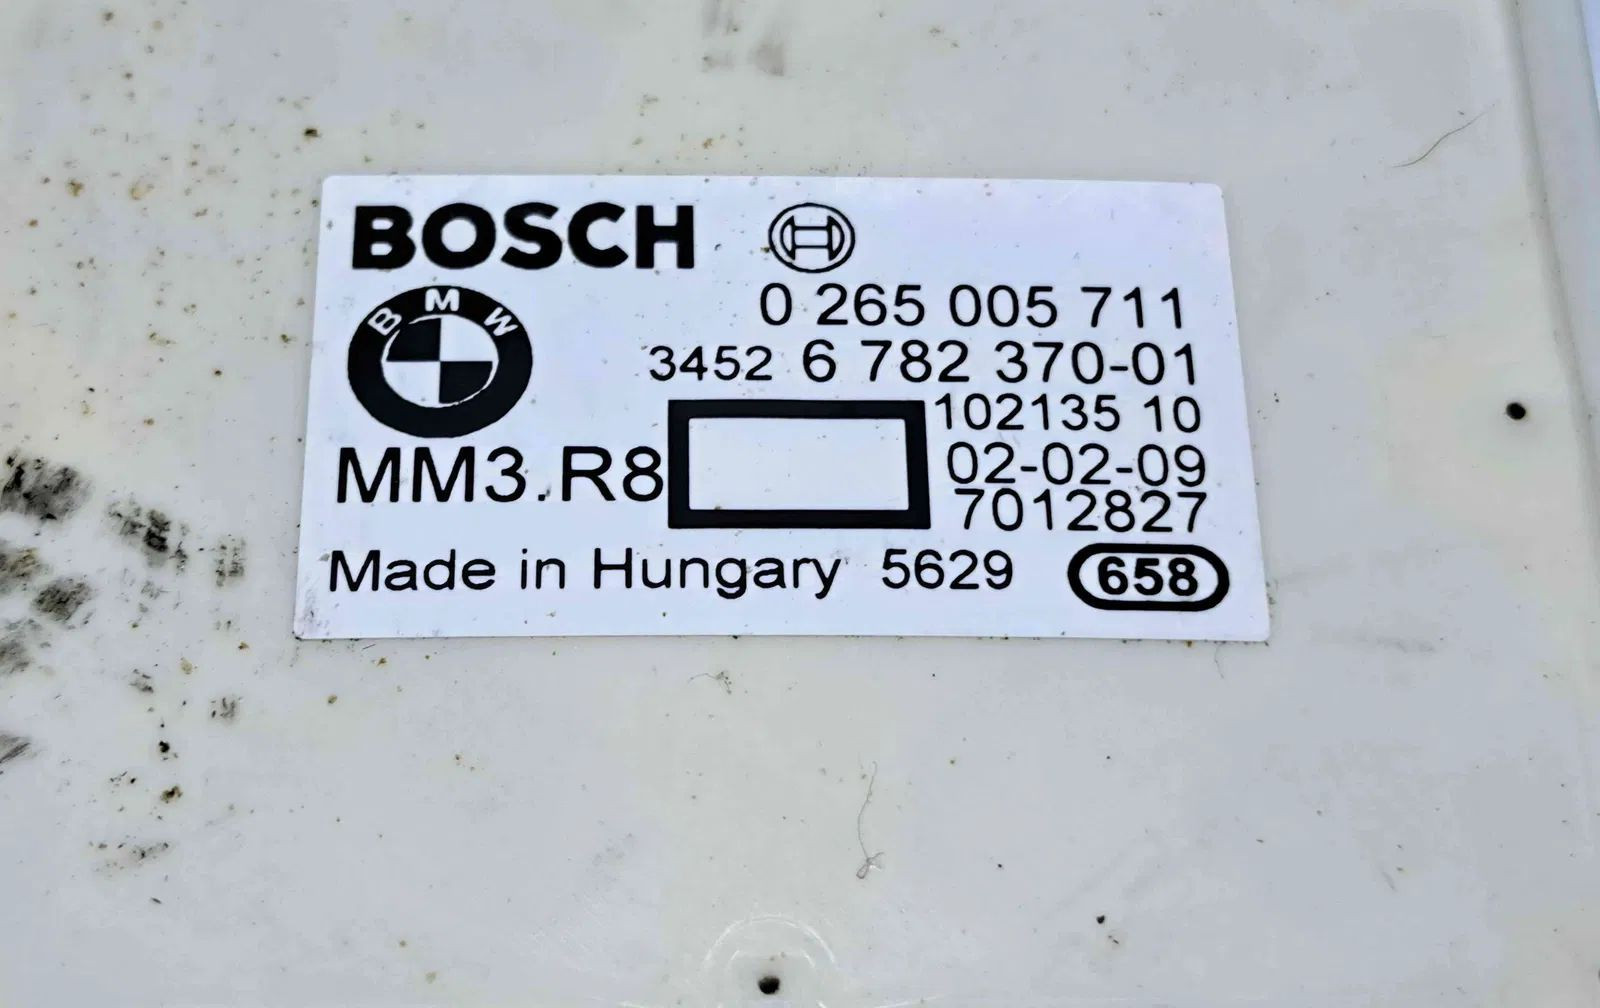 BOSCH
0 265 005 711
BMW
3452 6 782 370-01
102135 10
MM3.R8
02-02-09
7012827
Made in Hungary 5629 658